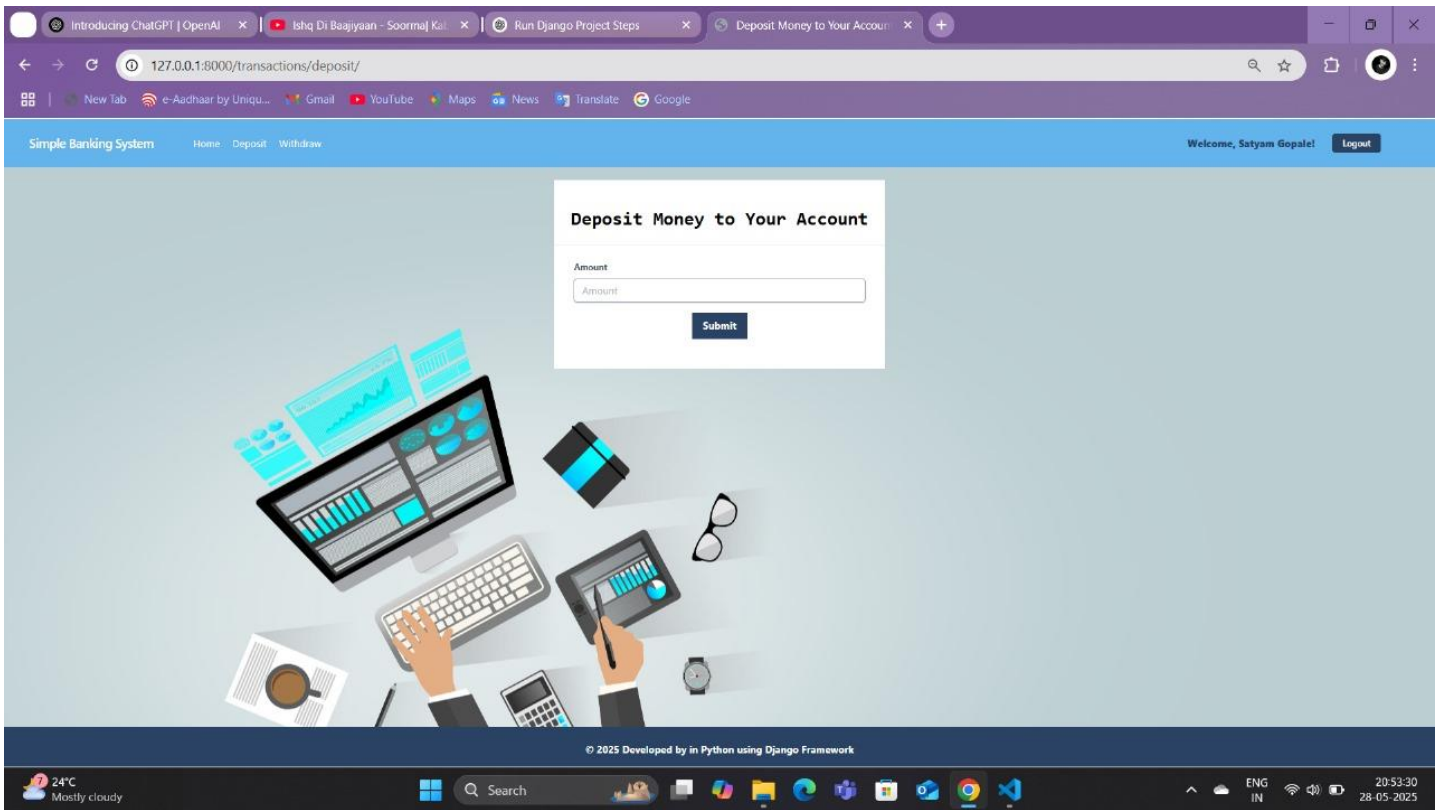 Introducing ChatGPT | OpenAI Ishq Di Baajiyaan - Soorma| Kal Run Django Project Steps Deposit Money to Your Accoun
127.0.0.1:8000/transactions/deposit/
New Tab e-Aadhaar by Uniqu... Gmail YouTube Maps News Translate Google
Simple Banking System Home Deposit Withdraw Welcome, Satyam Gopale! Logout
Deposit Money to Your Account
Amount
Amount
Submit
© 2025 Developed by in Python using Django Framework
7 24°C Search ENG 20:53:30
Mostly cloudy IN 28-05-2025